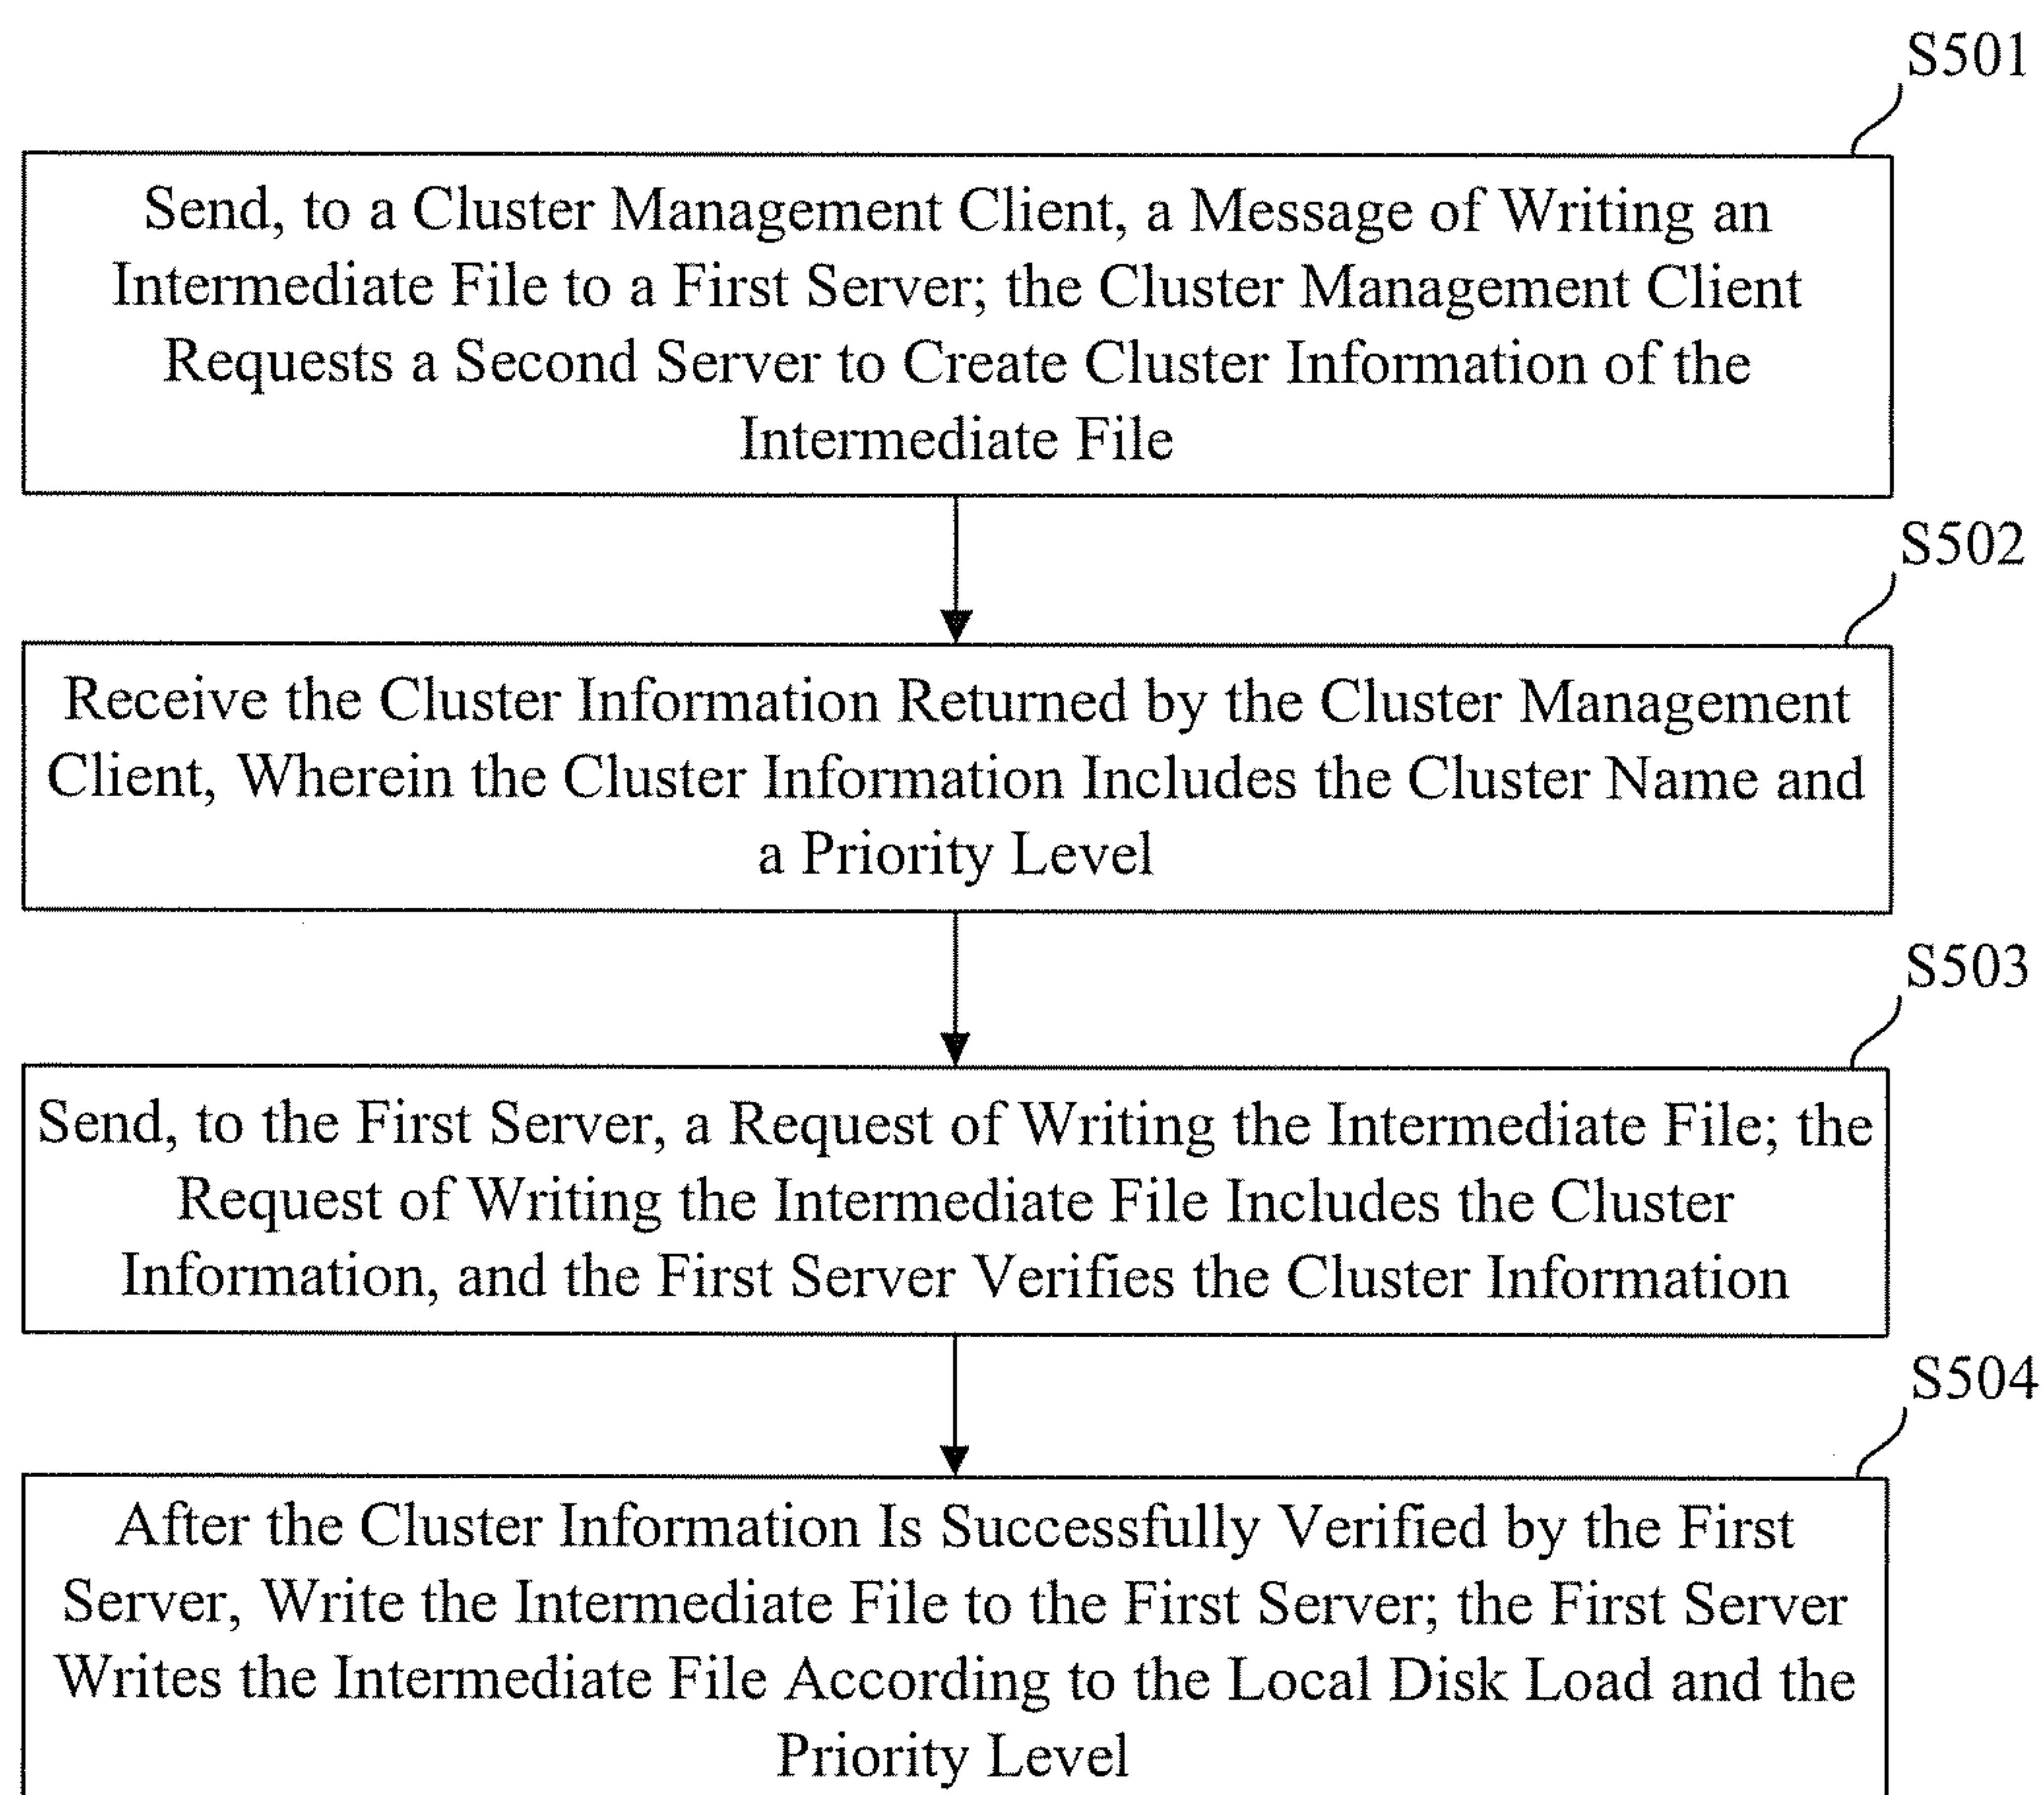 S501
Send, to a Cluster Management Client, a Message of Writing an
Intermediate File to a First Server; the Cluster Management Client
Requests a Second Server to Create Cluster Information of the
Intermediate File
S502
Receive the Cluster Information Returned by the Cluster Management
Client, Wherein the Cluster Information Includes the Cluster Name and
a Priority Level
S503
Send, to the First Server, a Request of Writing the Intermediate File; the
Request of Writing the Intermediate File Includes the Cluster
Information, and the First Server Verifies the Cluster Information
S504
After the Cluster Information Is Successfully Verified by the First
Server, Write the Intermediate File to the First Server; the First Server
Writes the Intermediate File According to the Local Disk Load and the
Priority Level